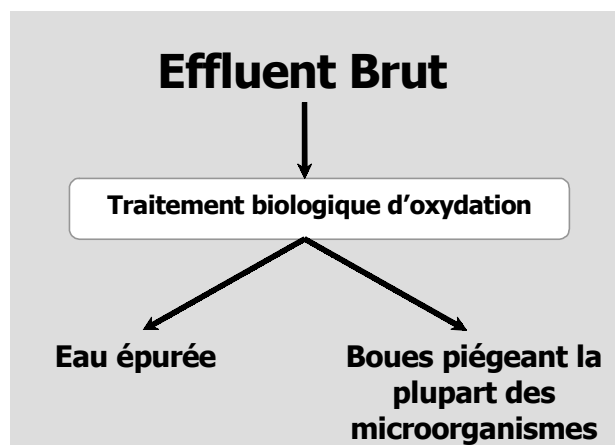 Effluent Brut
Traitement biologique d’oxydation
Eau épurée
Boues piégeant la
plupart des
microorganismes